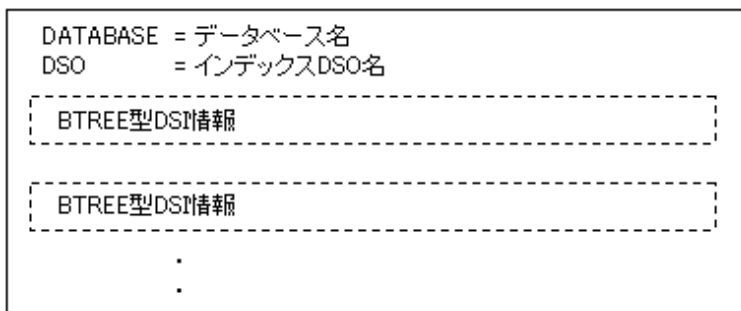 DATABASE = データベース名
DSO = インデックスDSO名
BTREE型DSI情報
BTREE型DSI情報
.
.